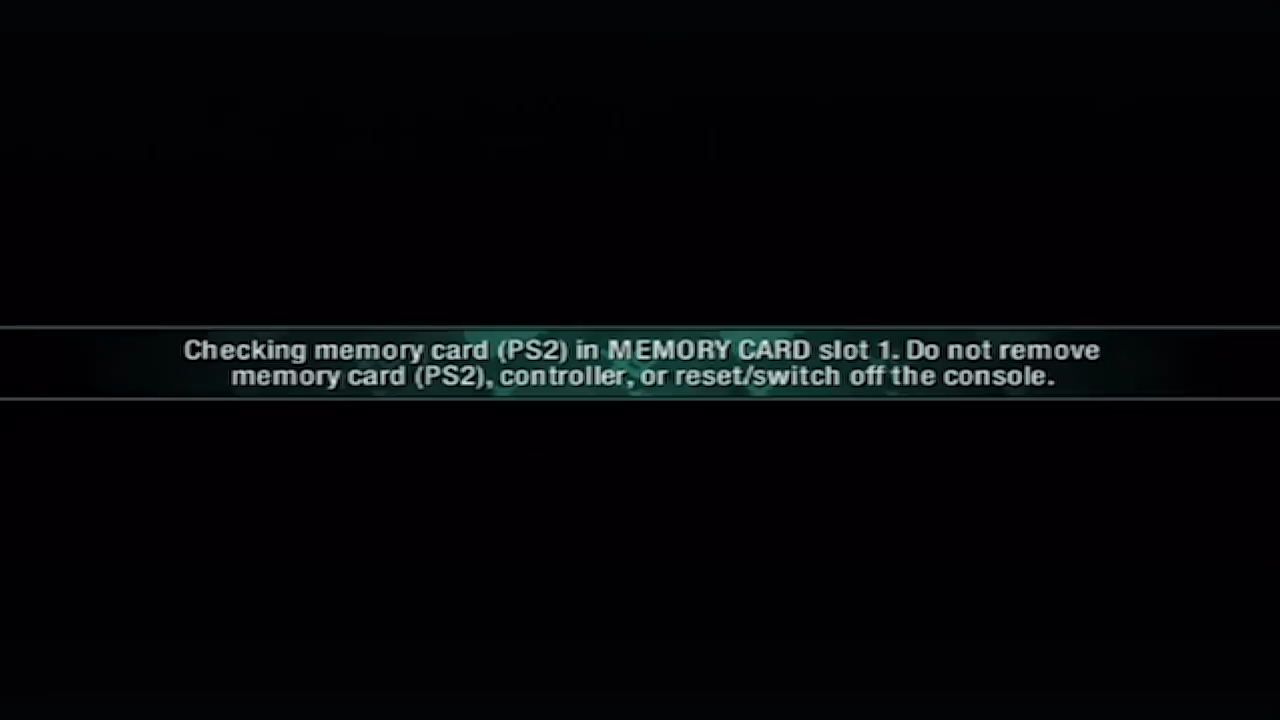 Checking memory card (PS2) in MEMORY CARD slot 1. Do not remove
memory card (PS2), controller, or reset/switch off the console.